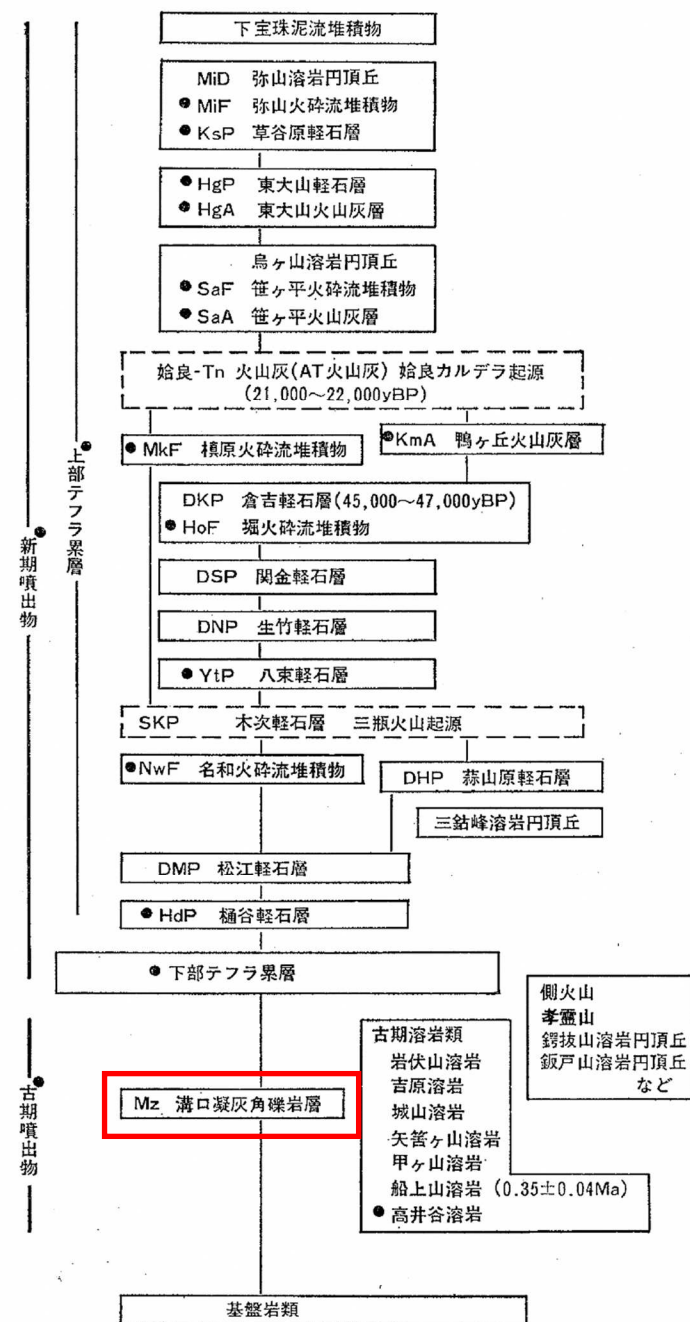 下宝珠泥流堆積物
MiD 弥山溶岩円頂丘
●MiF 弥山火砕流堆積物
●KsP 草谷原軽石層
●HgP 東大山軽石層
●HgA 東大山火山灰層
烏ヶ山溶岩円頂丘
●SaF 笹ヶ平火砕流堆積物
●SaA 笹ヶ平火山灰層
姶良-Tn 火山灰(AT火山灰) 姶良カルデラ起源
(21,000〜22,000yBP)
●MkF 槙原火砕流堆積物
●KmA 鴨ヶ丘火山灰層
DKP 倉吉軽石層(45,000〜47,000yBP)
●HoF 堀火砕流堆積物
DSP 関金軽石層
DNP 生竹軽石層
●YtP 八束軽石層
SKP 木次軽石層 三瓶火山起源
●NwF 名和火砕流堆積物
DHP 蒜山原軽石層
三鈷峰溶岩円頂丘
DMP 松江軽石層
●HdP 樋谷軽石層
●下部テフラ累層
●上部テフラ累層
●新期噴出物
側火山
孝霊山
鍔抜山溶岩円頂丘
鈑戸山溶岩円頂丘
など
古期溶岩類
岩伏山溶岩
吉原溶岩
城山溶岩
矢筈ヶ山溶岩
甲ヶ山溶岩
船上山溶岩 (0.35±0.04Ma)
●高井谷溶岩
Mz 溝口凝灰角礫岩層
●古期噴出物
基盤岩類